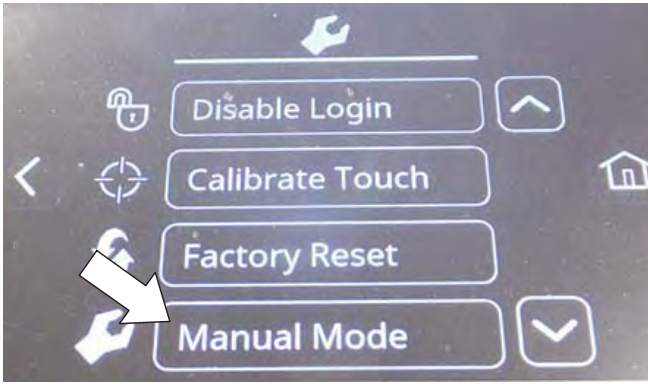 Disable Login
Calibrate Touch
Factory Reset
Manual Mode